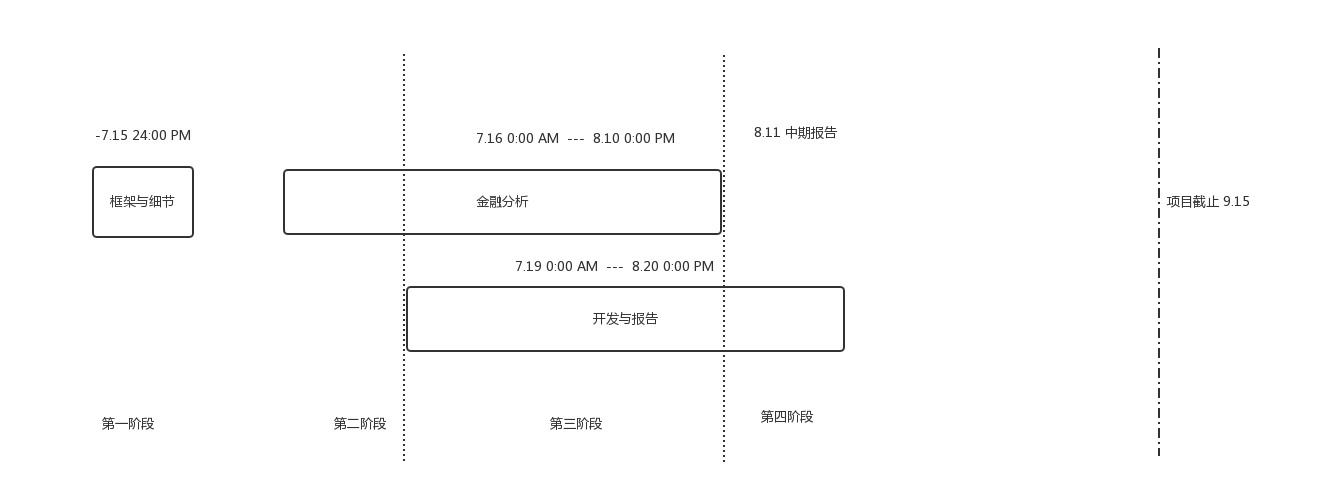 -7.15 24:00 PM
7.16 0:00 AM --- 8.10 0:00 PM
8.11 中期报告
框架与细节
金融分析
项目截止 9.15
7.19 0:00 AM --- 8.20 0:00 PM
开发与报告
第一阶段
第二阶段
第三阶段
第四阶段